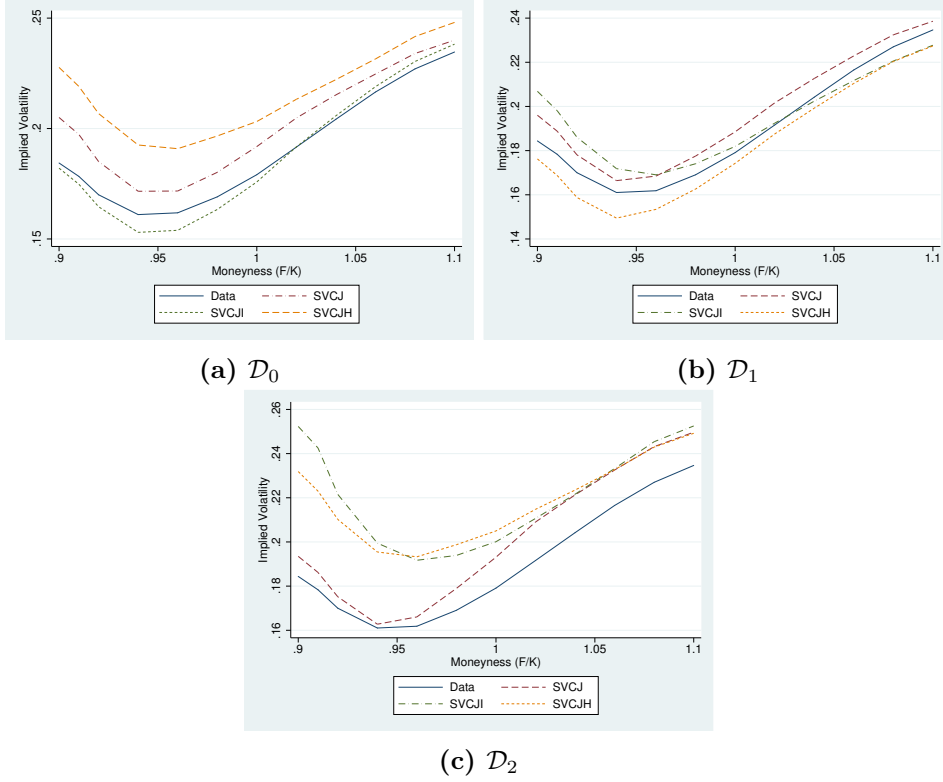 .25
.2
.15
Implied Volatility
.9 .95 1 1.05 1.1
Moneyness (F/K)
Data SVCJ
SVCJI SVCJH
(a) 𝒟₀
.24
.22
.2
.18
.16
.14
Implied Volatility
.9 .95 1 1.05 1.1
Moneyness (F/K)
Data SVCJ
SVCJI SVCJH
(b) 𝒟₁
.26
.24
.22
.2
.18
.16
Implied Volatility
.9 .95 1 1.05 1.1
Moneyness (F/K)
Data SVCJ
SVCJI SVCJH
(c) 𝒟₂